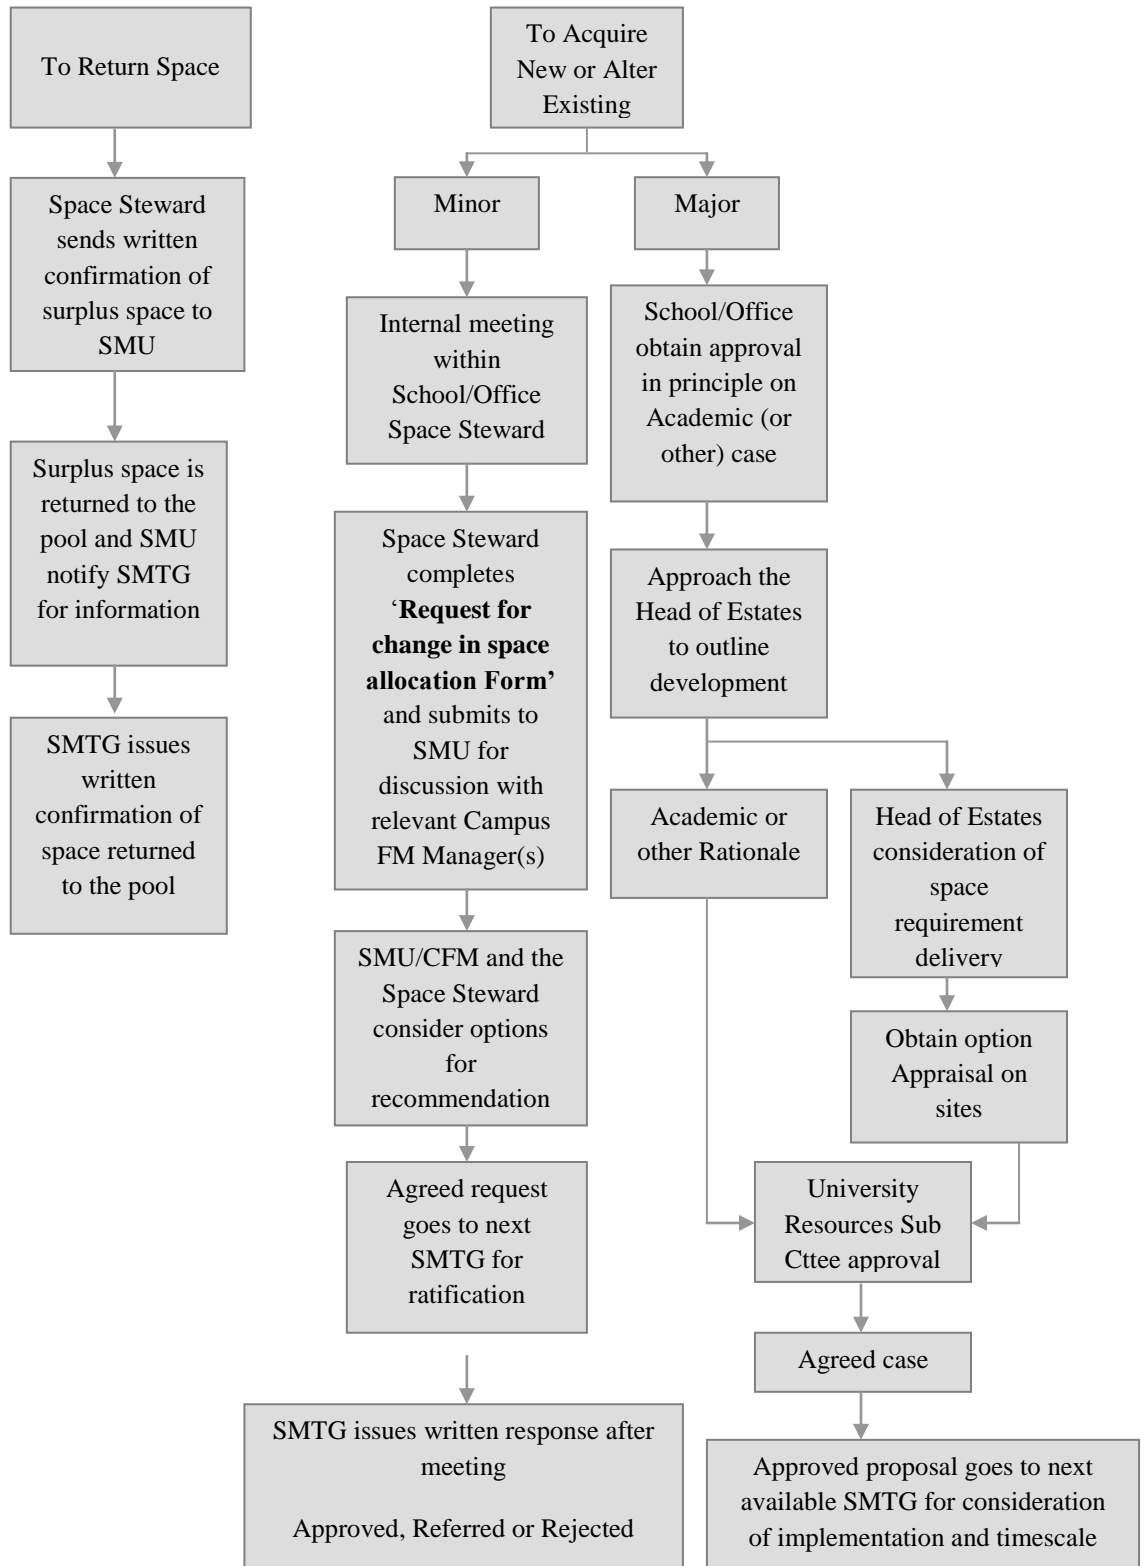 To Return Space
Space Steward
sends written
confirmation of
surplus space to
SMU
Surplus space is
returned to the
pool and SMU
notify SMTG
for information
SMTG issues
written
confirmation of
space returned
to the pool
To Acquire
New or Alter
Existing
Minor
Internal meeting
within
School/Office
Space Steward
Space Steward
completes
‘Request for
change in space
allocation Form’
and submits to
SMU for
discussion with
relevant Campus
FM Manager(s)
SMU/CFM and the
Space Steward
consider options
for
recommendation
Agreed request
goes to next
SMTG for
ratification
SMTG issues written response after
meeting
Approved, Referred or Rejected
Major
School/Office
obtain approval
in principle on
Academic (or
other) case
Approach the
Head of Estates
to outline
development
Academic or
other Rationale
Head of Estates
consideration of
space
requirement
delivery
Obtain option
Appraisal on
sites
University
Resources Sub
Cttee approval
Agreed case
Approved proposal goes to next
available SMTG for consideration
of implementation and timescale